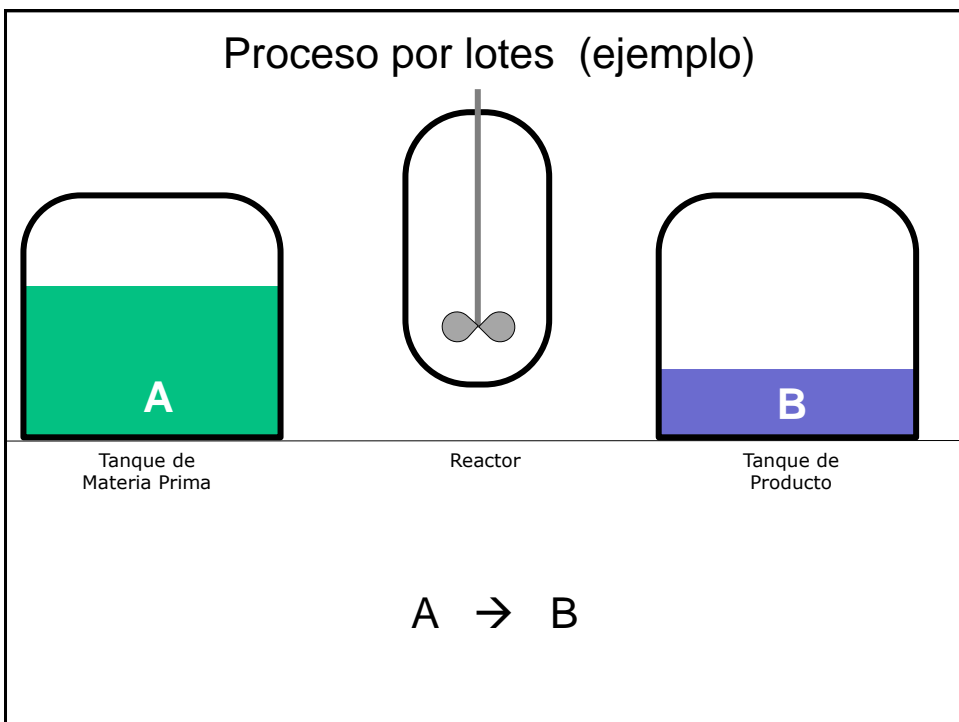 Proceso por lotes (ejemplo)
A
B
Tanque de
Materia Prima
Reactor
Tanque de
Producto
A → B